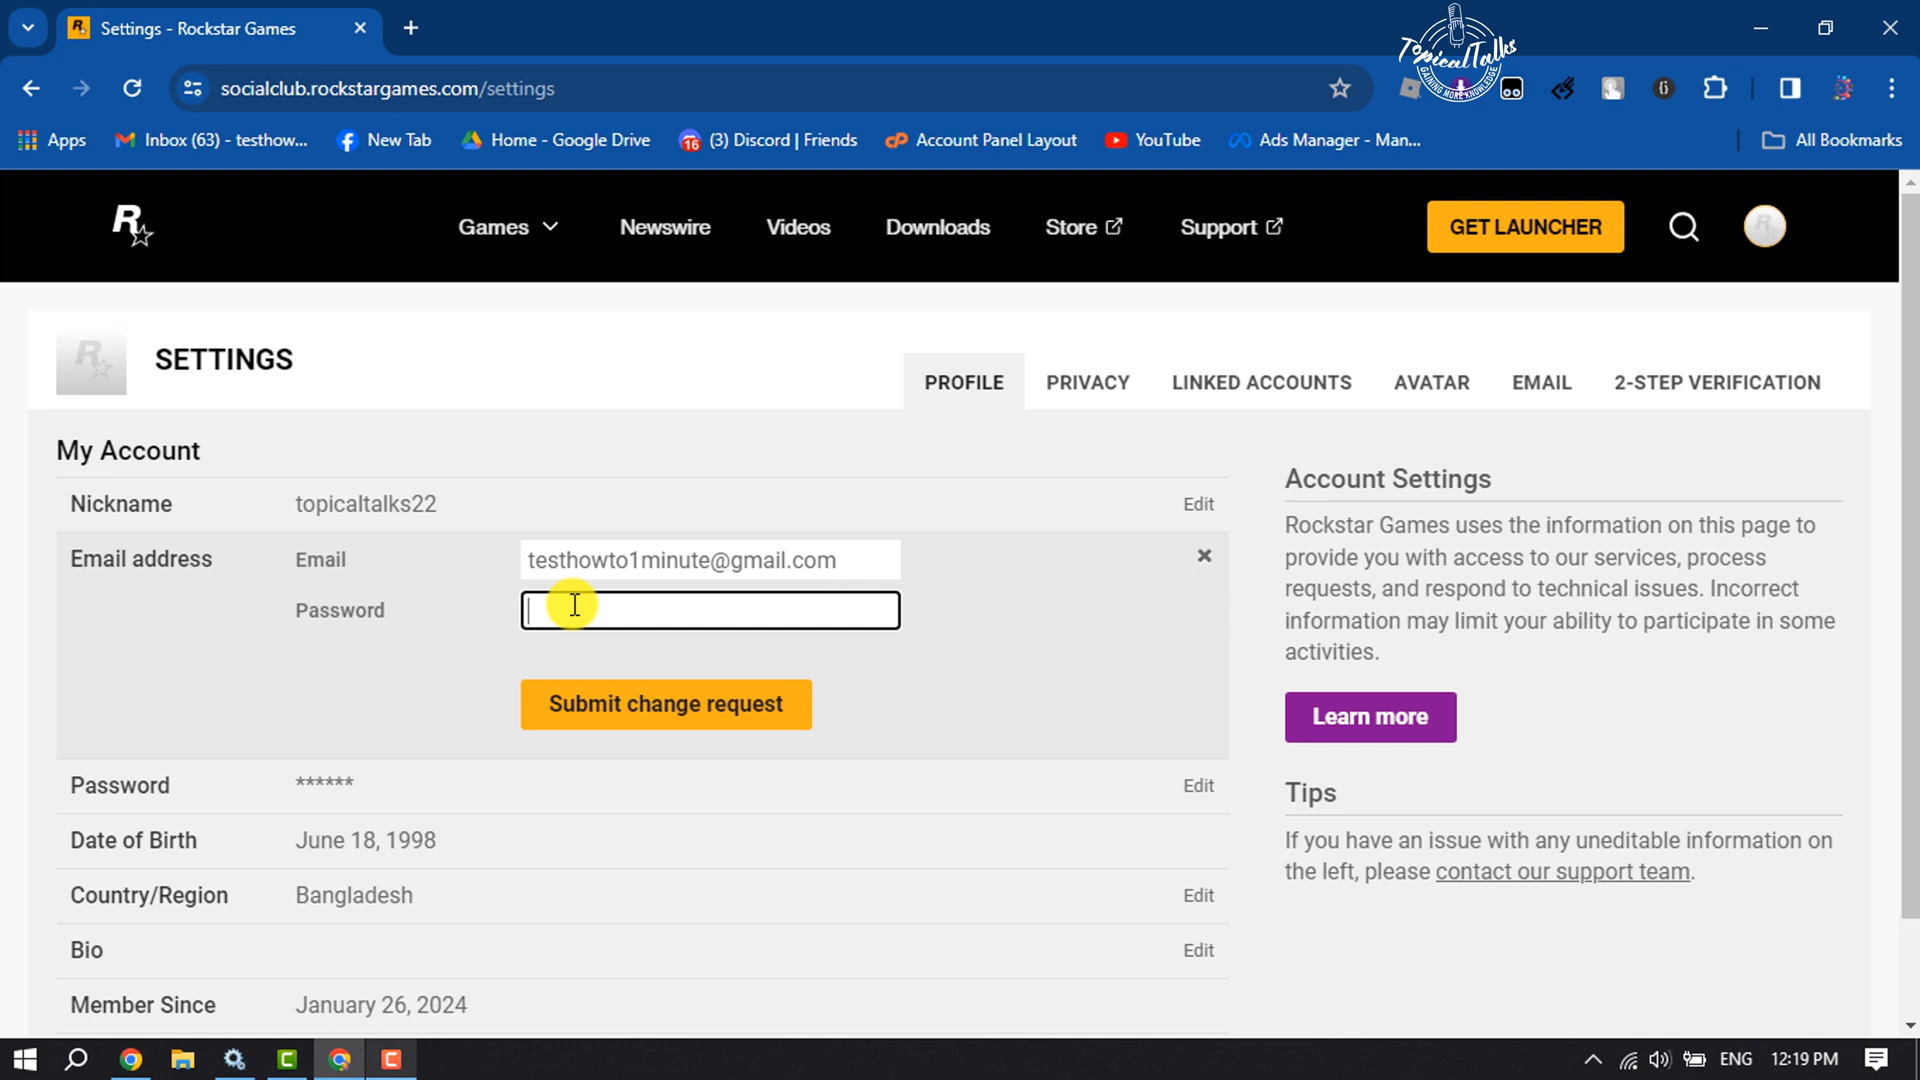 Settings - Rockstar Games
TopicalTalks
GAINING MORE KNOWLEDGE
socialclub.rockstargames.com/settings
Apps
Inbox (63) - testhow...
New Tab
Home - Google Drive
16
(3) Discord | Friends
Account Panel Layout
YouTube
Ads Manager - Man...
All Bookmarks
R
Games
Newswire
Videos
Downloads
Store
Support
GET LAUNCHER
R
SETTINGS
PROFILE
PRIVACY
LINKED ACCOUNTS
AVATAR
EMAIL
2-STEP VERIFICATION
My Account
Nickname
topicaltalks22
Edit
Email address
Email
testhowto1minute@gmail.com
Password
Submit change request
Password
******
Edit
Date of Birth
June 18, 1998
Country/Region
Bangladesh
Edit
Bio
Edit
Member Since
January 26, 2024
Account Settings
Rockstar Games uses the information on this page to
provide you with access to our services, process
requests, and respond to technical issues. Incorrect
information may limit your ability to participate in some
activities.
Learn more
Tips
If you have an issue with any uneditable information on
the left, please contact our support team.
ENG
12:19 PM